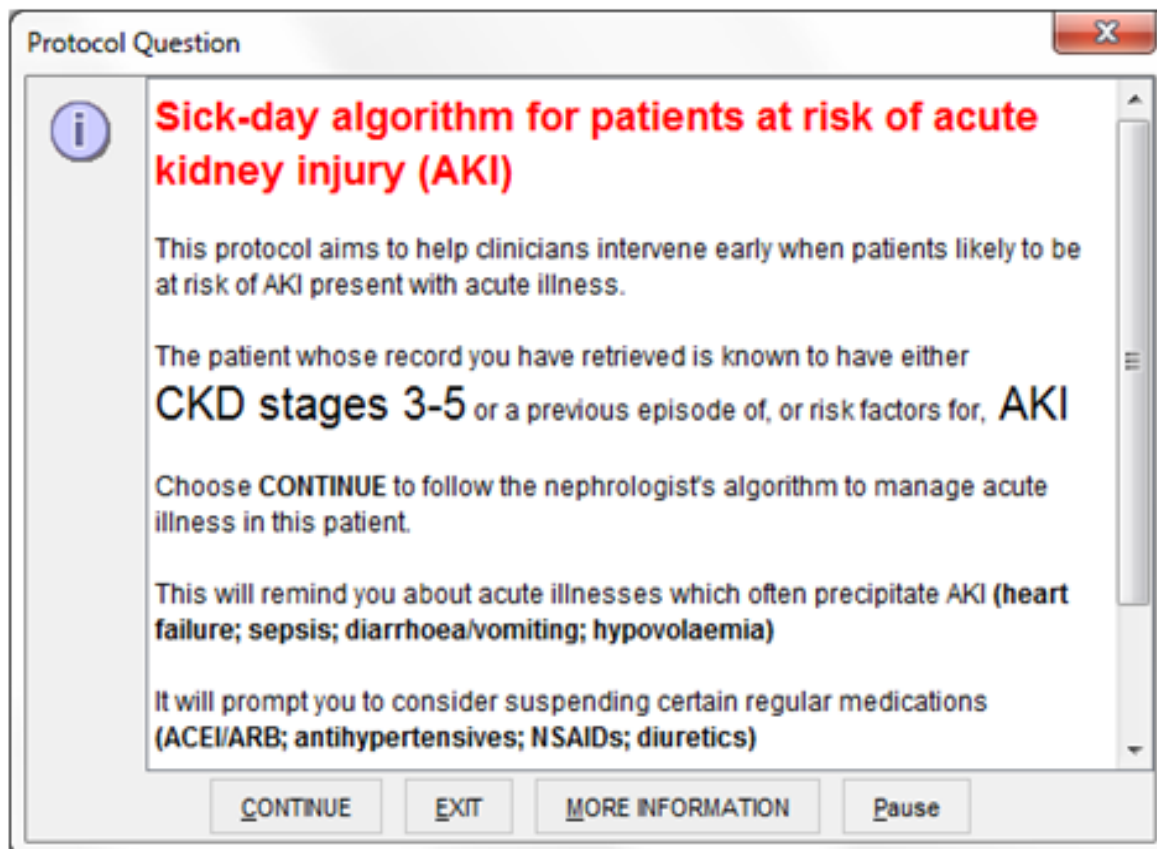 Protocol Question
Sick-day algorithm for patients at risk of acute
kidney injury (AKI)
This protocol aims to help clinicians intervene early when patients likely to be
at risk of AKI present with acute illness.
The patient whose record you have retrieved is known to have either
CKD stages 3-5 or a previous episode of, or risk factors for, AKI
Choose CONTINUE to follow the nephrologist's algorithm to manage acute
illness in this patient.
This will remind you about acute illnesses which often precipitate AKI (heart
failure; sepsis; diarrhoea/vomiting; hypovolaemia)
It will prompt you to consider suspending certain regular medications
(ACEI/ARB; antihypertensives; NSAIDs; diuretics)
CONTINUE EXIT MORE INFORMATION Pause